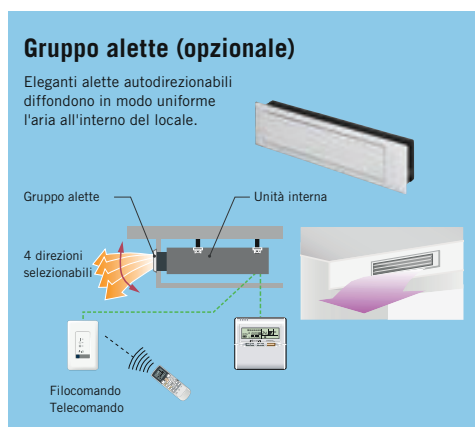 Gruppo alette (opzionale)
Eleganti alette autodirezionabili
diffondono in modo uniforme
l'aria all'interno del locale.
Gruppo alette
Unità interna
4 direzioni
selezionabili
Filocomando
Telecomando